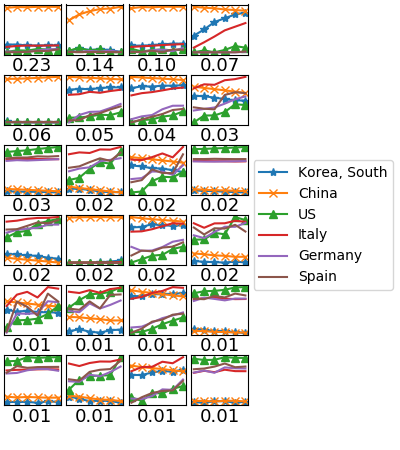 0.23 0.14 0.10 0.07
0.06 0.05 0.04 0.03
0.03 0.02 0.02 0.02
0.02 0.02 0.02 0.02
0.01 0.01 0.01 0.01
0.01 0.01 0.01 0.01
Korea, South
China
US
Italy
Germany
Spain